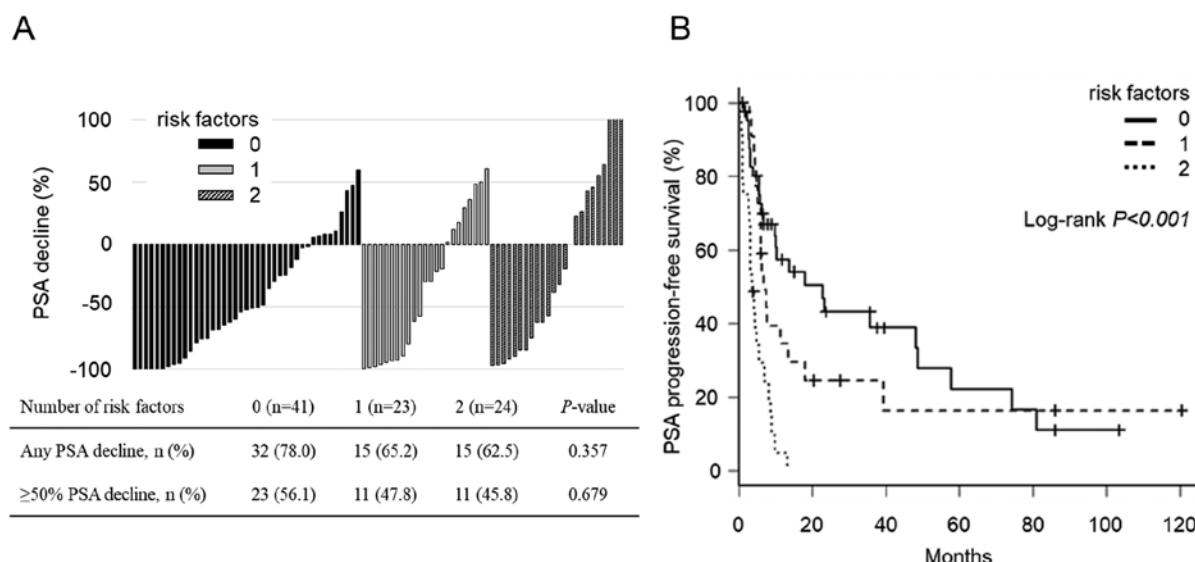 A
PSA decline (%)
100
50
0
-50
-100
risk factors
0
1
2
Number of risk factors 0 (n=41) 1 (n=23) 2 (n=24) P-value
Any PSA decline, n (%) 32 (78.0) 15 (65.2) 15 (62.5) 0.357
≥50% PSA decline, n (%) 23 (56.1) 11 (47.8) 11 (45.8) 0.679
B
PSA progression-free survival (%)
100
80
60
40
20
0
risk factors
0
1
2
Log-rank P<0.001
0 20 40 60 80 100 120
Months